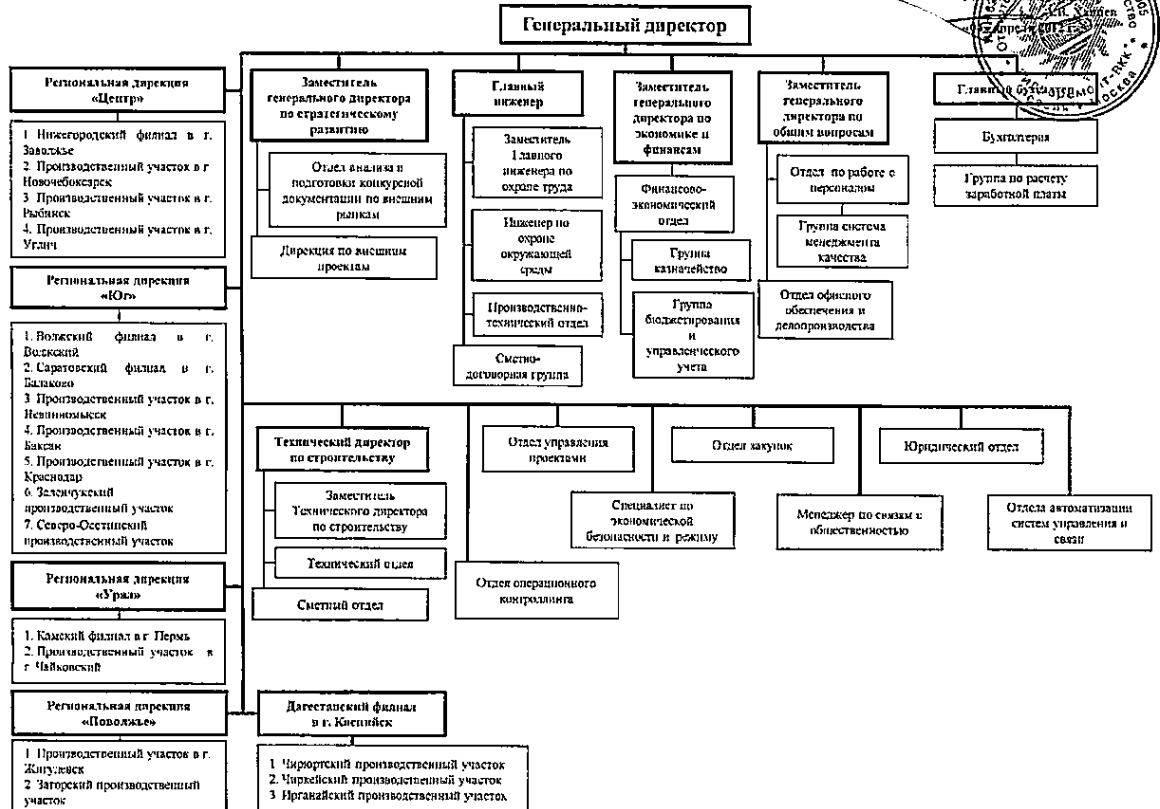 Генеральный директор
Региональная дирекция
«Центр»
1 Нижегородский филиал в г.
Заволжье
2. Производственный участок в г
Новочебоксарск
3 Производственный участок в г.
Рыбинск
4. Производственный участок в г.
Углич
Региональная дирекция
«Юг»
1. Волжский филиал в г.
Волжский
2. Саратовский филиал в г.
Балаково
3 Производственный участок в г.
Невинномысск
4. Производственный участок в г.
Баксан
5. Производственный участок в г.
Краснодар
6. Зеленчукский
производственный участок
7. Северо-Осетинский
производственный участок
Региональная дирекция
«Урал»
1. Камский филиал в г Пермь
2. Производственный участок в
г Чайковский
Региональная дирекция
«Поволжье»
1 Производственный участок в г.
Жигулевск
2 Загорский производственный
участок
Дагестанский филиал
в г. Каспийск
1 Чирюртский производственный участок
2. Чиркейский производственный участок
3 Ирганайский производственный участок
Заместитель
генерального директора
по стратегическому
развитию
Отдел анализа и
подготовки конкурсной
документации по внешним
рынкам
Дирекция по внешним
проектам
Главный
инженер
Заместитель
Главного
инженера по
охране труда
Инженер по
охране
окружающей
среды
Производственно-
технический отдел
Сметно-
договорная группа
Заместитель
генерального
директора по
экономике и
финансам
Финансово-
экономический
отдел
Группа
казначейство
Группа
бюджетирования
и
управленческого
учета
Заместитель
генерального
директора по
общим вопросам
Отдел по работе с
персоналом
Группа система
менеджмента
качества
Отдел офисного
обеспечения и
делопроизводства
Главный
Бухгалтерия
Группа по расчету
заработной платы
Технический директор
по строительству
Заместитель
Технического директора
по строительству
Технический отдел
Сметный отдел
Отдел операционного
контроллинга
Отдел управления
проектами
Специалист по
экономической
безопасности и режиму
Отдел закупок
Менеджер по связям с
общественностью
Юридический отдел
Отдела автоматизации
систем управления и
связи